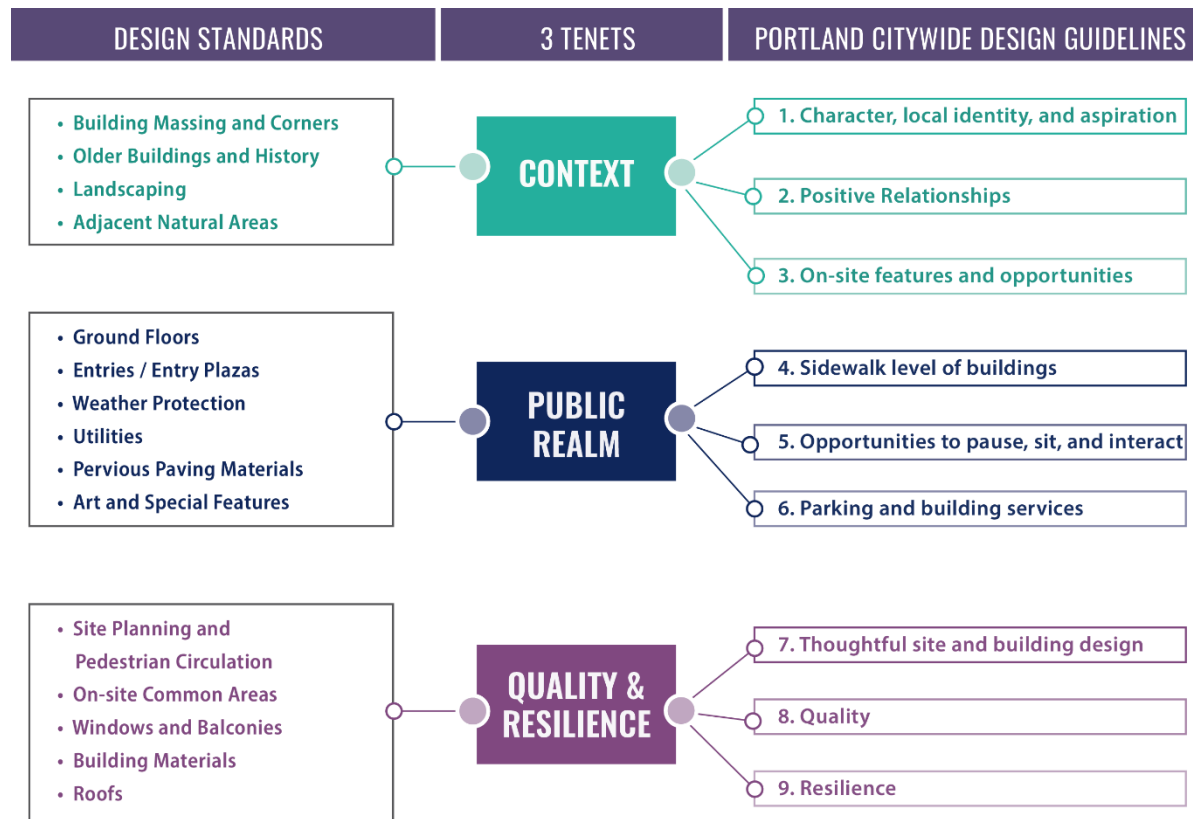 DESIGN STANDARDS
3 TENETS
PORTLAND CITYWIDE DESIGN GUIDELINES
• Building Massing and Corners
• Older Buildings and History
• Landscaping
• Adjacent Natural Areas
CONTEXT
1. Character, local identity, and aspiration
2. Positive Relationships
3. On-site features and opportunities
• Ground Floors
• Entries / Entry Plazas
• Weather Protection
• Utilities
• Pervious Paving Materials
• Art and Special Features
PUBLIC
REALM
4. Sidewalk level of buildings
5. Opportunities to pause, sit, and interact
6. Parking and building services
• Site Planning and
Pedestrian Circulation
• On-site Common Areas
• Windows and Balconies
• Building Materials
• Roofs
QUALITY &
RESILIENCE
7. Thoughtful site and building design
8. Quality
9. Resilience